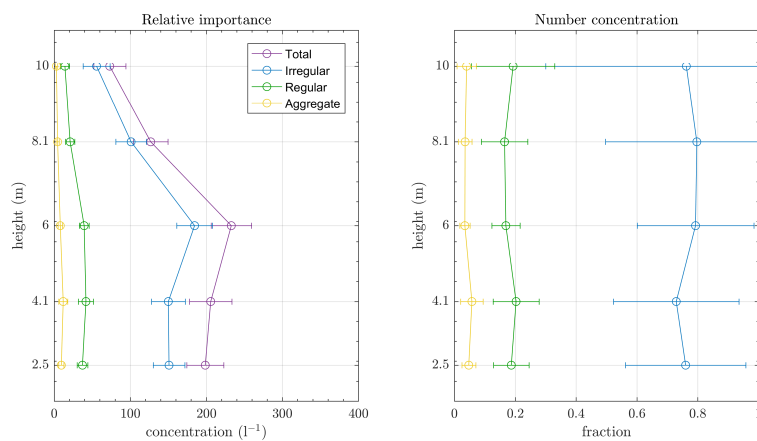 Relative importance
10
8.1
6
4.1
2.5
height (m)
0
100
200
300
400
concentration (l⁻¹)
Total
Irregular
Regular
Aggregate
Number concentration
10
8.1
6
4.1
2.5
height (m)
0
0.2
0.4
0.6
0.8
1
fraction